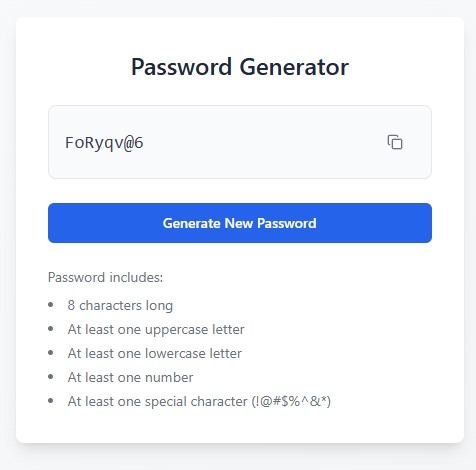 Password Generator
FoRyqv@6
Generate New Password
Password includes:
• 8 characters long
• At least one uppercase letter
• At least one lowercase letter
• At least one number
• At least one special character (!@#$%^&*)